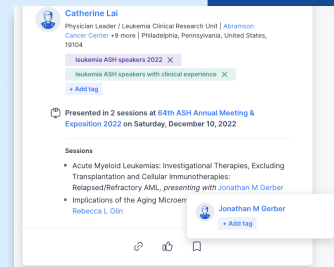 Catherine Lai
Physician Leader / Leukemia Clinical Research Unit | Abramson
Cancer Center +9 more | Philadelphia, Pennsylvania, United States,
19104
leukemia ASH speakers 2022 ×
leukemia ASH speakers with clinical experience ×
+ Add tag
Presented in 2 sessions at 64th ASH Annual Meeting &
Exposition 2022 on Saturday, December 10, 2022
Sessions
• Acute Myeloid Leukemias: Investigational Therapies, Excluding
Transplantation and Cellular Immunotherapies:
Relapsed/Refractory AML, presenting with Jonathan M Gerber
• Implications of the Aging Microen
Rebecca L Olin
Jonathan M Gerber
+ Add tag